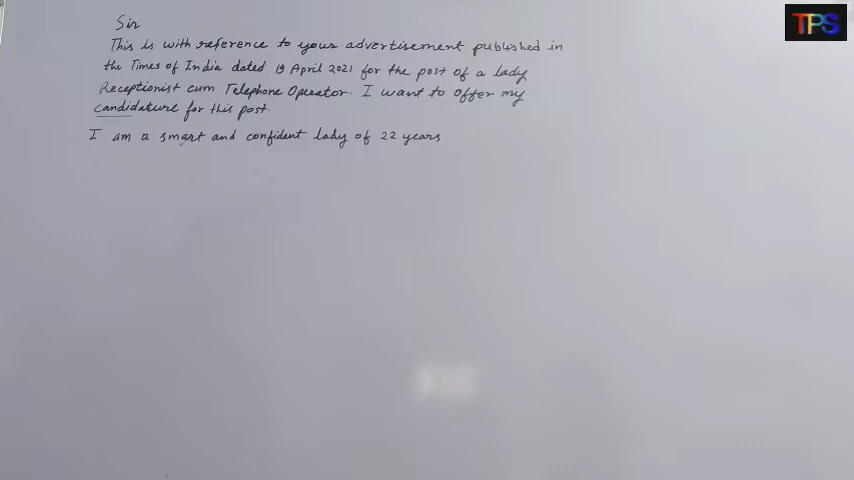 TPS
Sir
This is with reference to your advertisement published in
the Times of India dated 19 April 2021 for the post of a lady
Receptionist cum Telephone Operator. I want to offer my
candidature for this post.
I am a smart and confident lady of 22 years